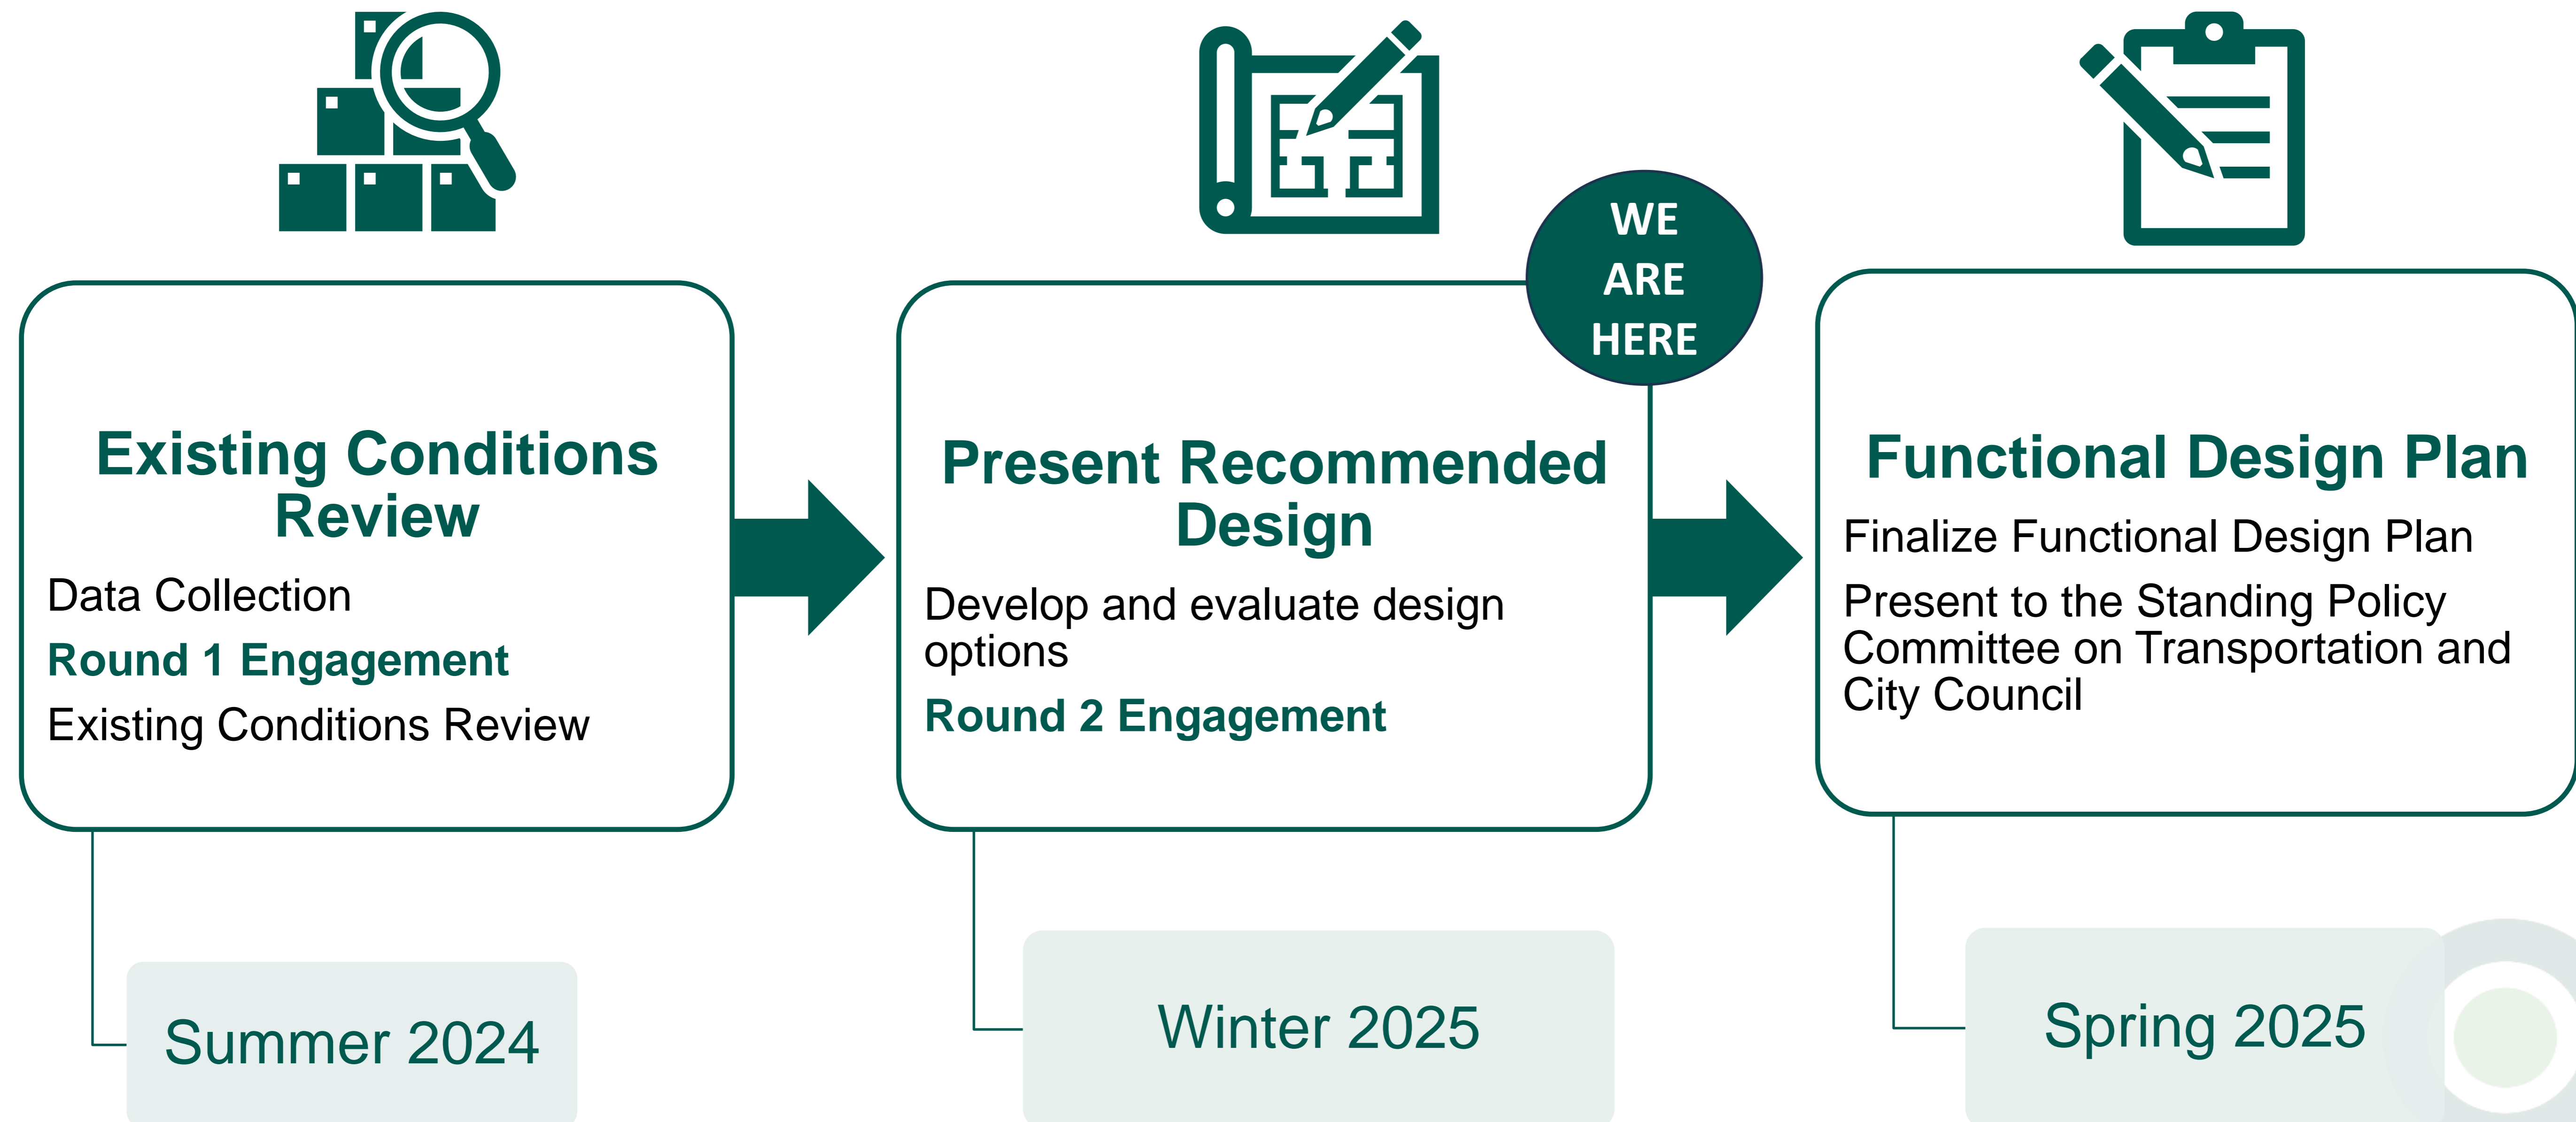 WE
ARE
HERE
Existing Conditions
Review
Data Collection
Round 1 Engagement
Existing Conditions Review
Summer 2024
Present Recommended
Design
Develop and evaluate design
options
Round 2 Engagement
Winter 2025
Functional Design Plan
Finalize Functional Design Plan
Present to the Standing Policy
Committee on Transportation and
City Council
Spring 2025